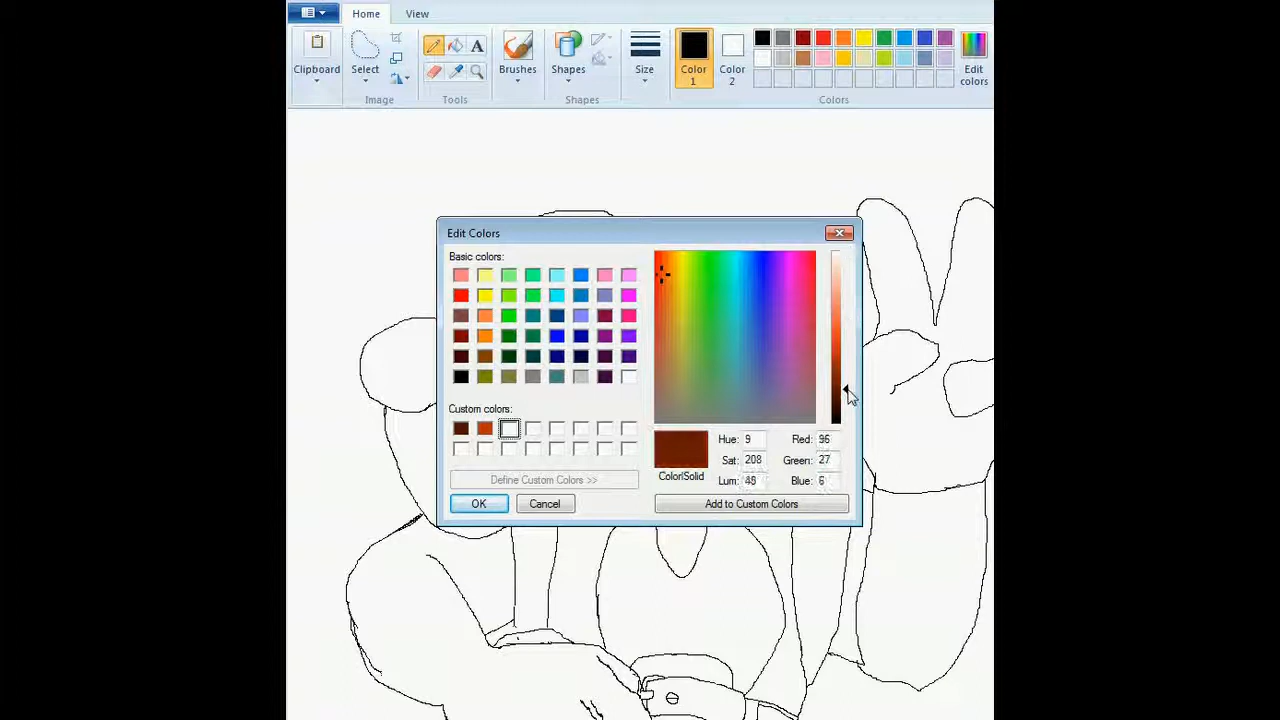 Home View
Clipboard Select Brushes Shapes Size Color 1 Color 2 Edit colors
A
Image Tools Shapes Colors
Edit Colors
Basic colors:
Custom colors:
Hue: 9 Red: 96
Sat: 208 Green: 27
Color|Solid Lum: 48 Blue: 6
Define Custom Colors >>
OK Cancel Add to Custom Colors